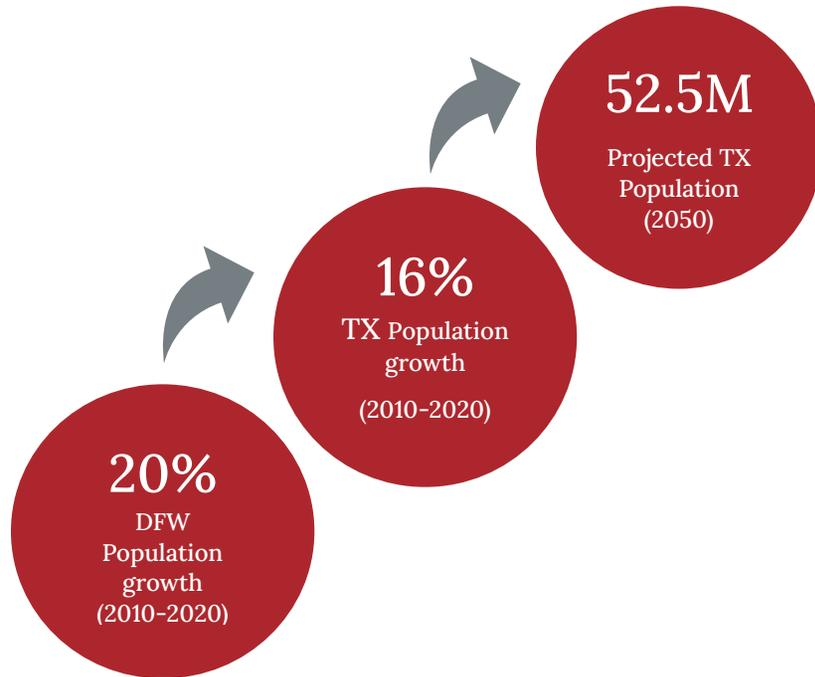 52.5M
Projected TX
Population
(2050)
16%
TX Population
growth
(2010-2020)
20%
DFW
Population
growth
(2010-2020)